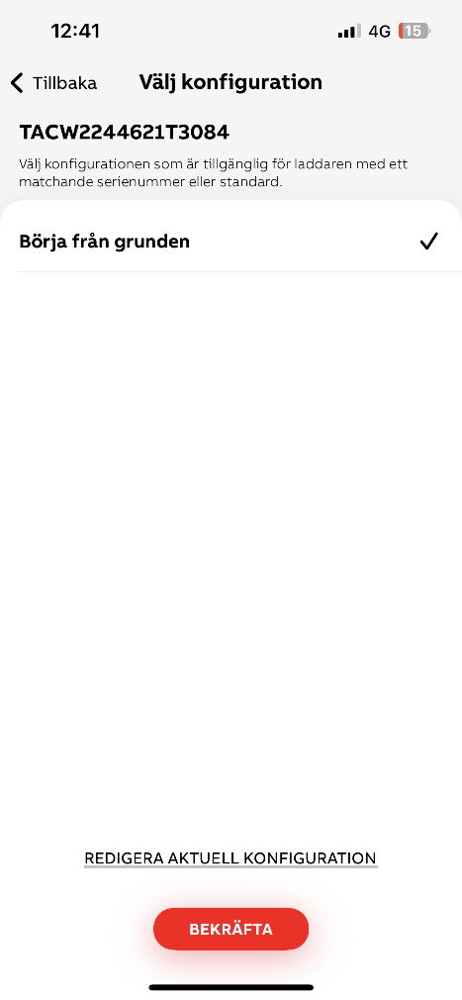 12:41
4G
15
Tillbaka
Välj konfiguration
TACW2244621T3084
Välj konfigurationen som är tillgänglig för laddaren med ett
matchande serienummer eller standard.
Börja från grunden
REDIGERA AKTUELL KONFIGURATION
BEKRÄFTA